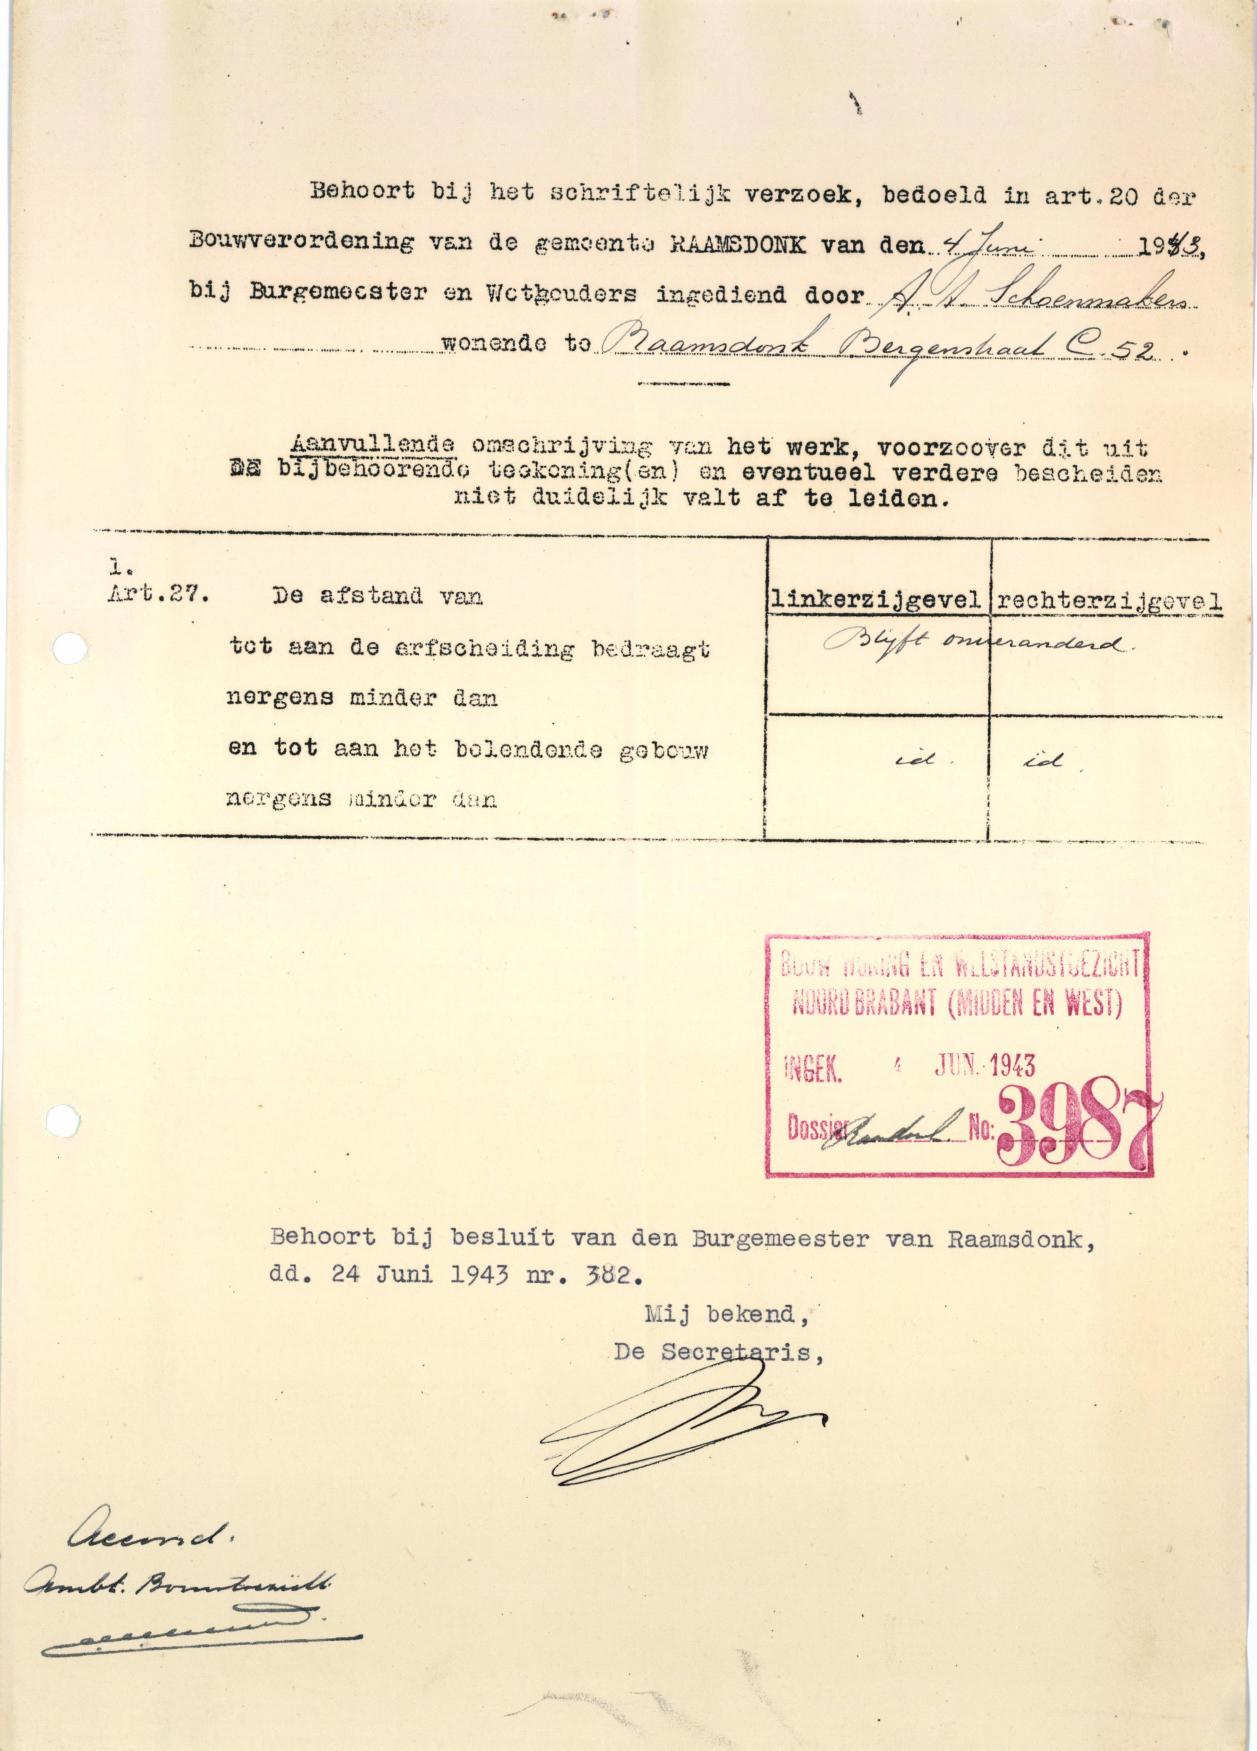 Behoort bij het schriftelijk verzoek, bedoeld in art.20 der
Bouwverordening van de gemeente RAAMSDONK van den 4 Juni 1943,
bij Burgemeester en Wethouders ingediend door A. A. Schoenmakers
wonende te Raamsdonk Bergenstraat C. 52 .
Aanvullende omschrijving van het werk, voorzoover dit uit
DE bijbehoorende teekening(en) en eventueel verdere bescheiden
niet duidelijk valt af te leiden.
1.
Art.27. De afstand van linkerzijgevel rechterzijgevel
tot aan de erfscheiding bedraagt Blijft onveranderd.
nergens minder dan
en tot aan het belendende gebouw id. id.
nergens minder dan
BOUW WONING EN WELSTANDSTOEZICHT
NOORD BRABANT (MIDDEN EN WEST)
INGEK. 4 JUN. 1943
Dossier No: 3987
Behoort bij besluit van den Burgemeester van Raamsdonk,
dd. 24 Juni 1943 nr. 382.
Mij bekend,
De Secretaris,
Accoord.
Ambt. Bouwtoezicht